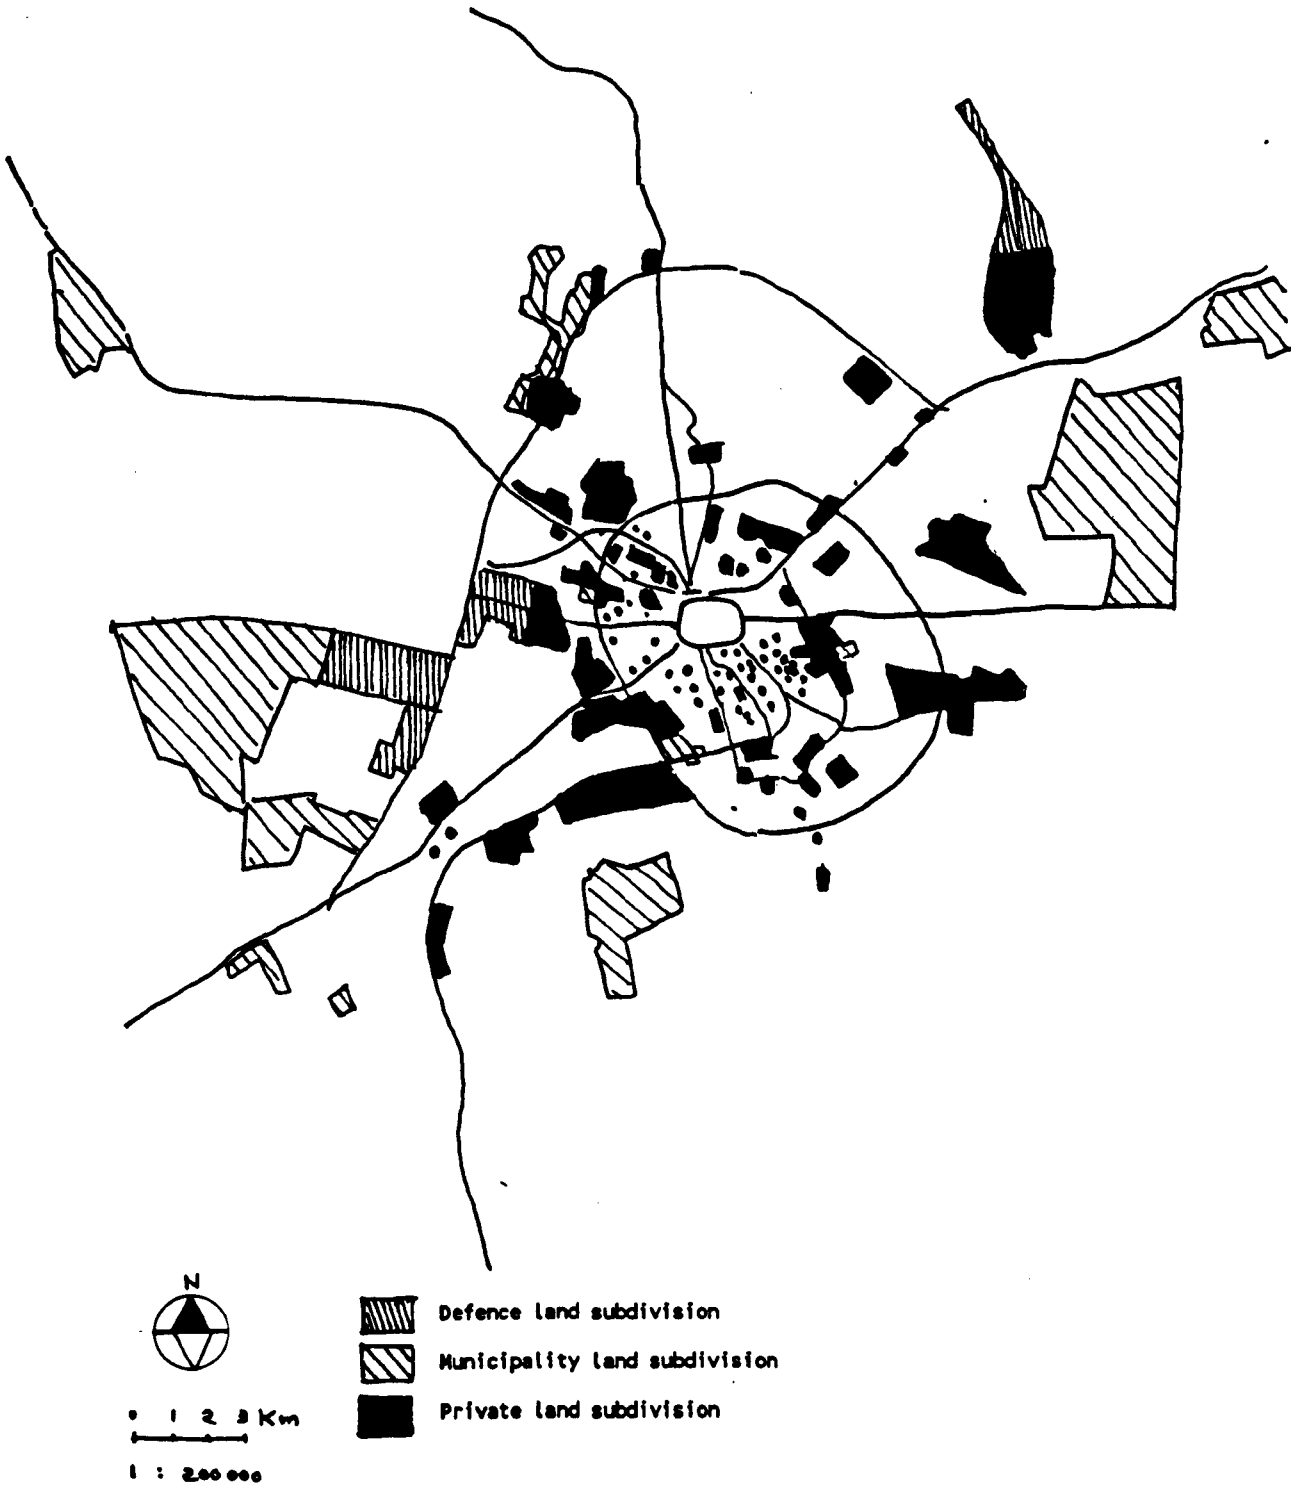 N
Defence land subdivision
Municipality land subdivision
Private land subdivision
0 1 2 3 Km
1 : 200 000